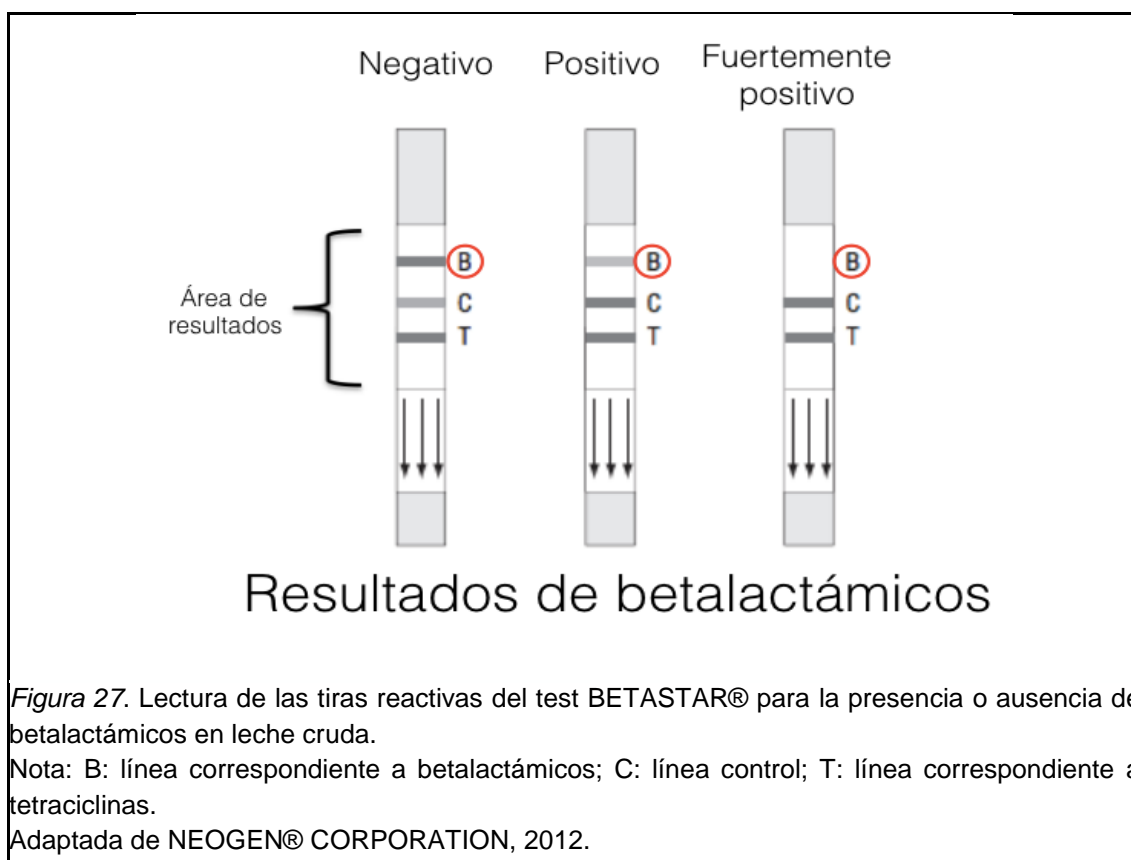 Negativo
Positivo
Fuertemente
positivo
B
C
T
B
C
T
B
C
T
Área de
resultados
Resultados de betalactámicos
Figura 27. Lectura de las tiras reactivas del test BETASTAR® para la presencia o ausencia de
betalactámicos en leche cruda.
Nota: B: línea correspondiente a betalactámicos; C: línea control; T: línea correspondiente a
tetraciclinas.
Adaptada de NEOGEN® CORPORATION, 2012.